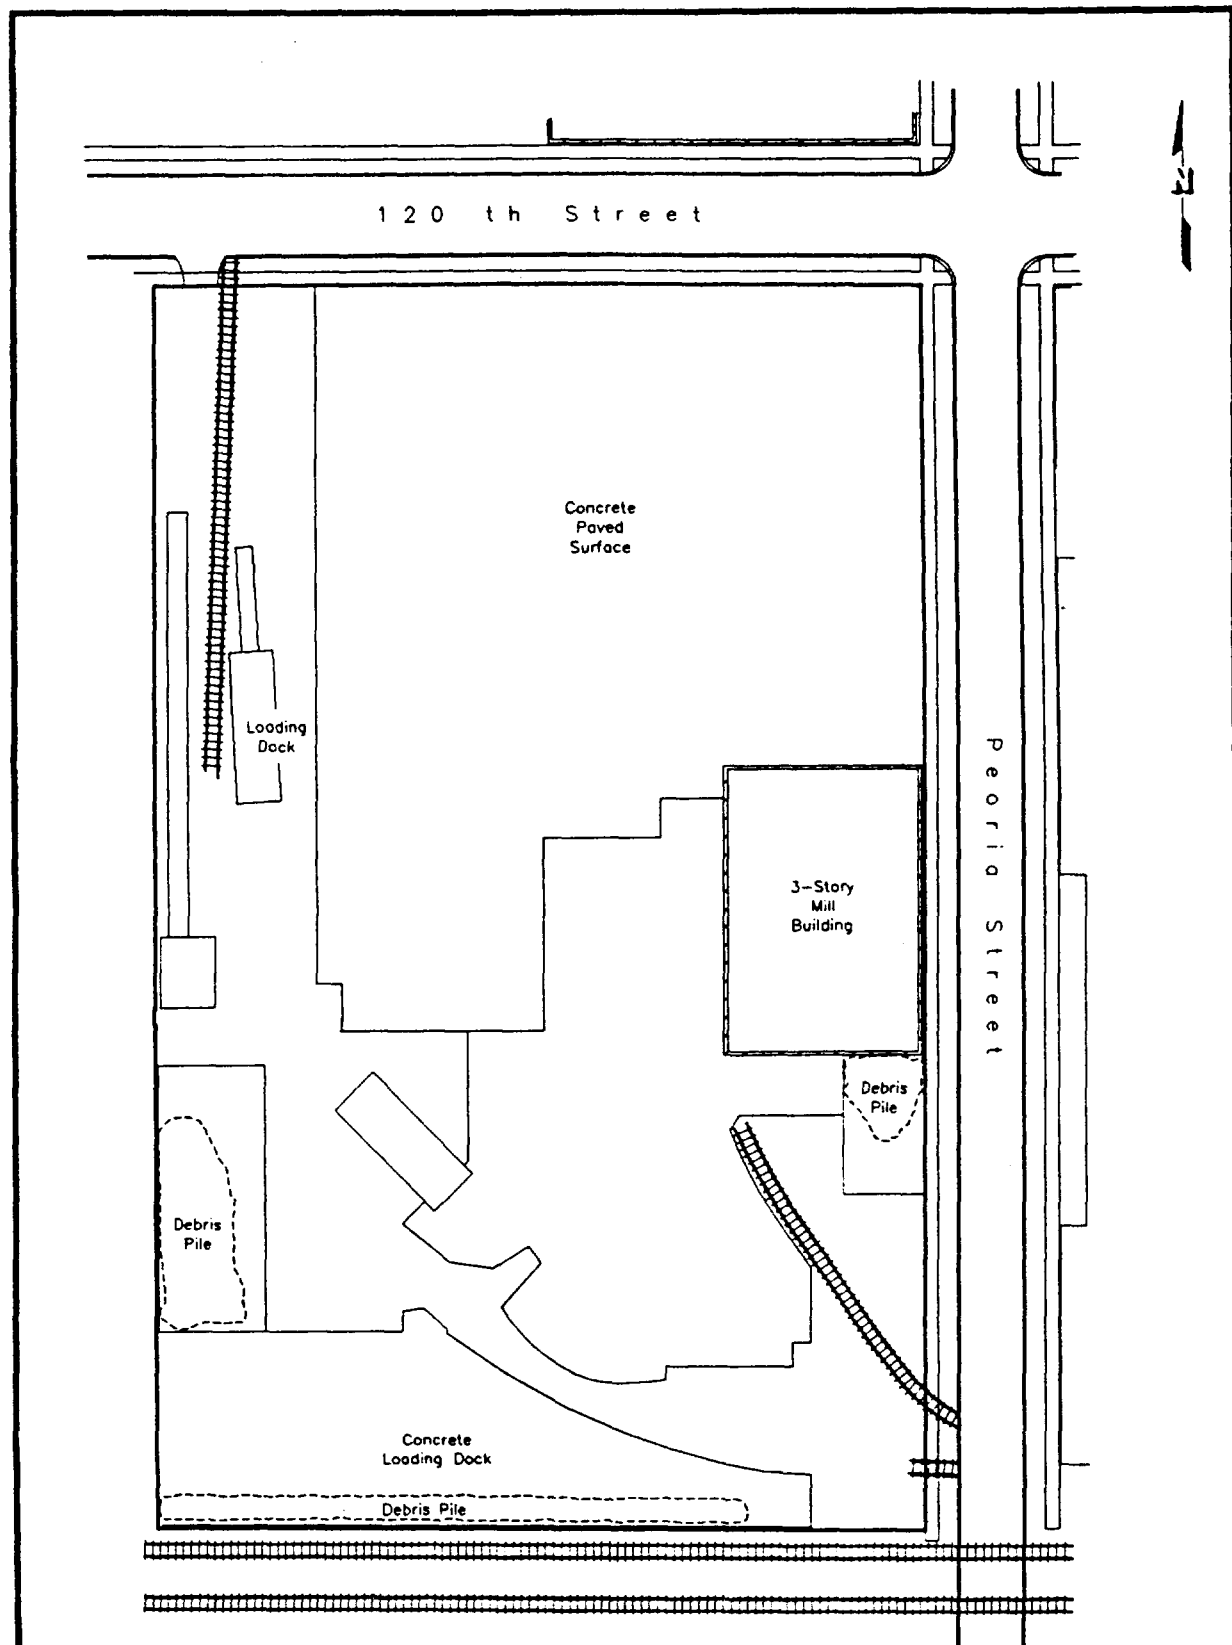 120 th Street
Concrete
Paved
Surface
Loading
Dock
Peoria Street
3-Story
Mill
Building
Debris
Pile
Debris
Pile
Concrete
Loading Dock
Debris Pile